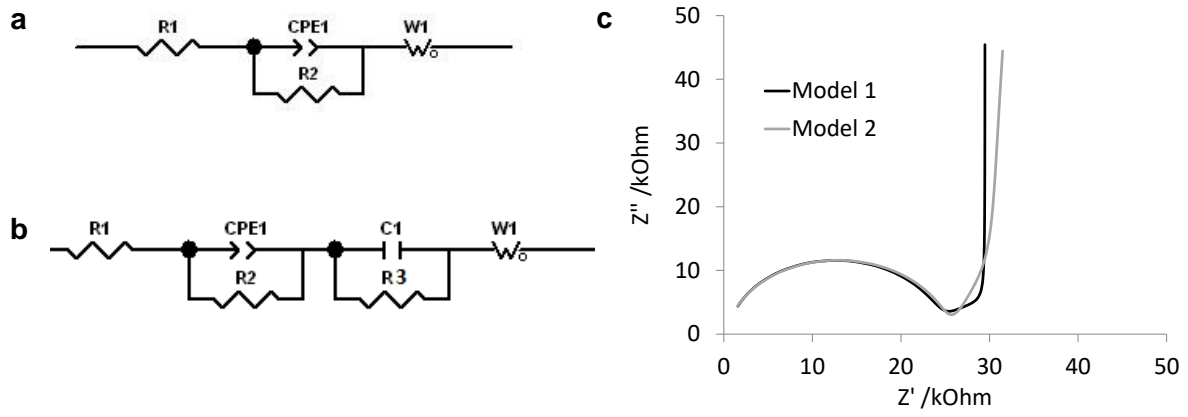 a
R1
CPE1
W1
o
R2
b
R1
CPE1
C1
W1
o
R2
R3
c
50
40
30
20
10
0
Z'' /kOhm
Model 1
Model 2
0 10 20 30 40 50
Z' /kOhm